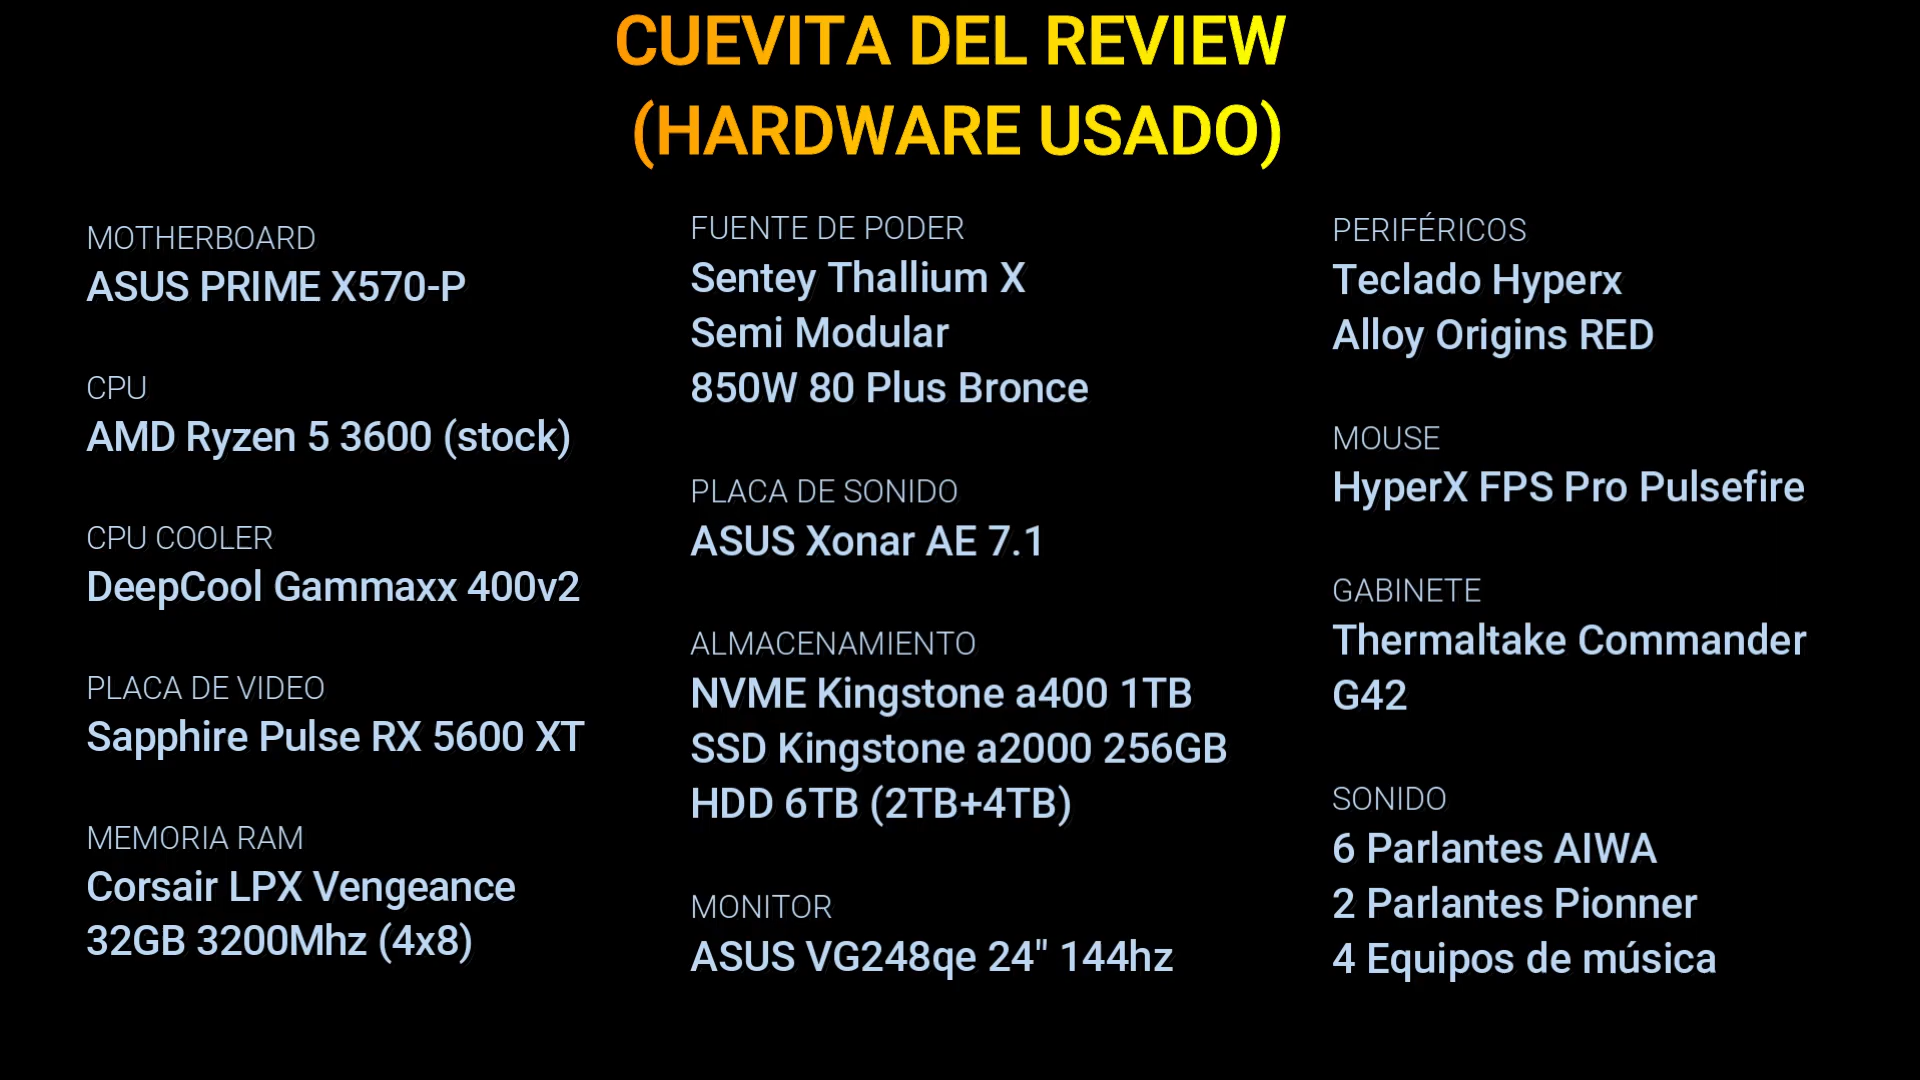 CUEVITA DEL REVIEW
(HARDWARE USADO)
MOTHERBOARD
ASUS PRIME X570-P
CPU
AMD Ryzen 5 3600 (stock)
CPU COOLER
DeepCool Gammaxx 400v2
PLACA DE VIDEO
Sapphire Pulse RX 5600 XT
MEMORIA RAM
Corsair LPX Vengeance
32GB 3200Mhz (4x8)
FUENTE DE PODER
Sentey Thallium X
Semi Modular
850W 80 Plus Bronce
PLACA DE SONIDO
ASUS Xonar AE 7.1
ALMACENAMIENTO
NVME Kingstone a400 1TB
SSD Kingstone a2000 256GB
HDD 6TB (2TB+4TB)
MONITOR
ASUS VG248qe 24" 144hz
PERIFÉRICOS
Teclado Hyperx
Alloy Origins RED
MOUSE
HyperX FPS Pro Pulsefire
GABINETE
Thermaltake Commander
G42
SONIDO
6 Parlantes AIWA
2 Parlantes Pionner
4 Equipos de música